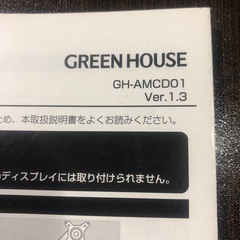 GREEN HOUSE
GH-AMCD01
Ver.1.3
ため、本取扱説明書をよくお読みください。
のディスプレイには取り付けられません。